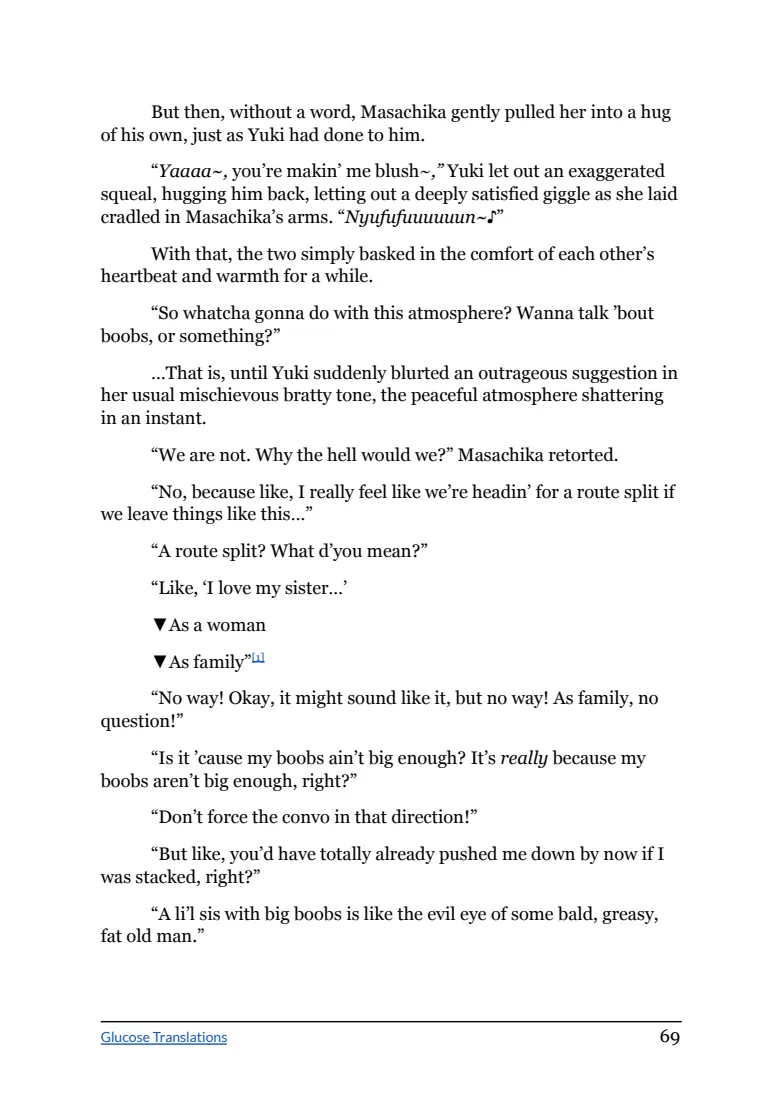 But then, without a word, Masachika gently pulled her into a hug
of his own, just as Yuki had done to him.
“Yaaaa~, you’re makin’ me blush~,” Yuki let out an exaggerated
squeal, hugging him back, letting out a deeply satisfied giggle as she laid
cradled in Masachika’s arms. “Nyufufuuuuuun~♪”
With that, the two simply basked in the comfort of each other’s
heartbeat and warmth for a while.
“So whatcha gonna do with this atmosphere? Wanna talk ’bout
boobs, or something?”
…That is, until Yuki suddenly blurted an outrageous suggestion in
her usual mischievous bratty tone, the peaceful atmosphere shattering
in an instant.
“We are not. Why the hell would we?” Masachika retorted.
“No, because like, I really feel like we’re headin’ for a route split if
we leave things like this…”
“A route split? What d’you mean?”
“Like, ‘I love my sister…’
▼As a woman
▼As family”[1]
“No way! Okay, it might sound like it, but no way! As family, no
question!”
“Is it ’cause my boobs ain’t big enough? It’s really because my
boobs aren’t big enough, right?”
“Don’t force the convo in that direction!”
“But like, you’d have totally already pushed me down by now if I
was stacked, right?”
“A li’l sis with big boobs is like the evil eye of some bald, greasy,
fat old man.”
Glucose Translations
69